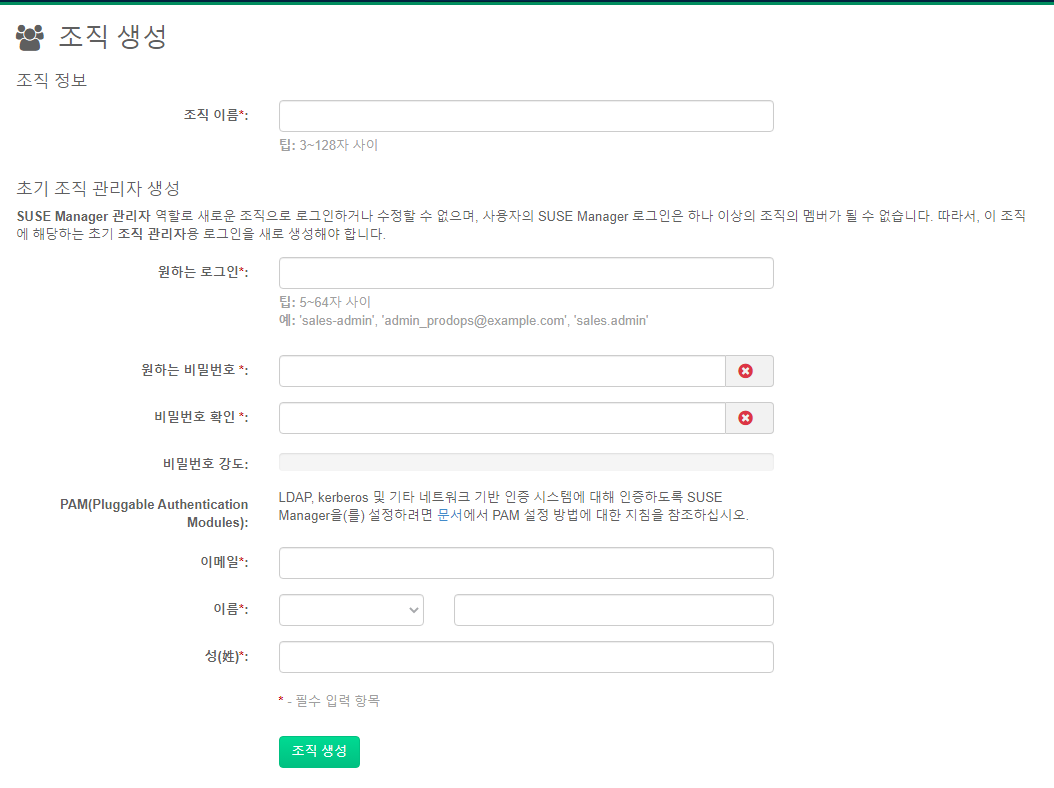 조직 생성
조직 정보
조직 이름*:
팁: 3~128자 사이
초기 조직 관리자 생성
SUSE Manager 관리자 역할로 새로운 조직으로 로그인하거나 수정할 수 없으며, 사용자의 SUSE Manager 로그인은 하나 이상의 조직의 멤버가 될 수 없습니다. 따라서, 이 조직
에 해당하는 초기 조직 관리자용 로그인을 새로 생성해야 합니다.
원하는 로그인*:
팁: 5~64자 사이
예: 'sales-admin', 'admin_prodops@example.com', 'sales.admin'
원하는 비밀번호 *:
비밀번호 확인 *:
비밀번호 강도:
PAM(Pluggable Authentication
Modules):
LDAP, kerberos 및 기타 네트워크 기반 인증 시스템에 대해 인증하도록 SUSE
Manager을(를) 설정하려면 문서에서 PAM 설정 방법에 대한 지침을 참조하십시오.
이메일*:
이름*:
성(姓)*:
* - 필수 입력 항목
조직 생성